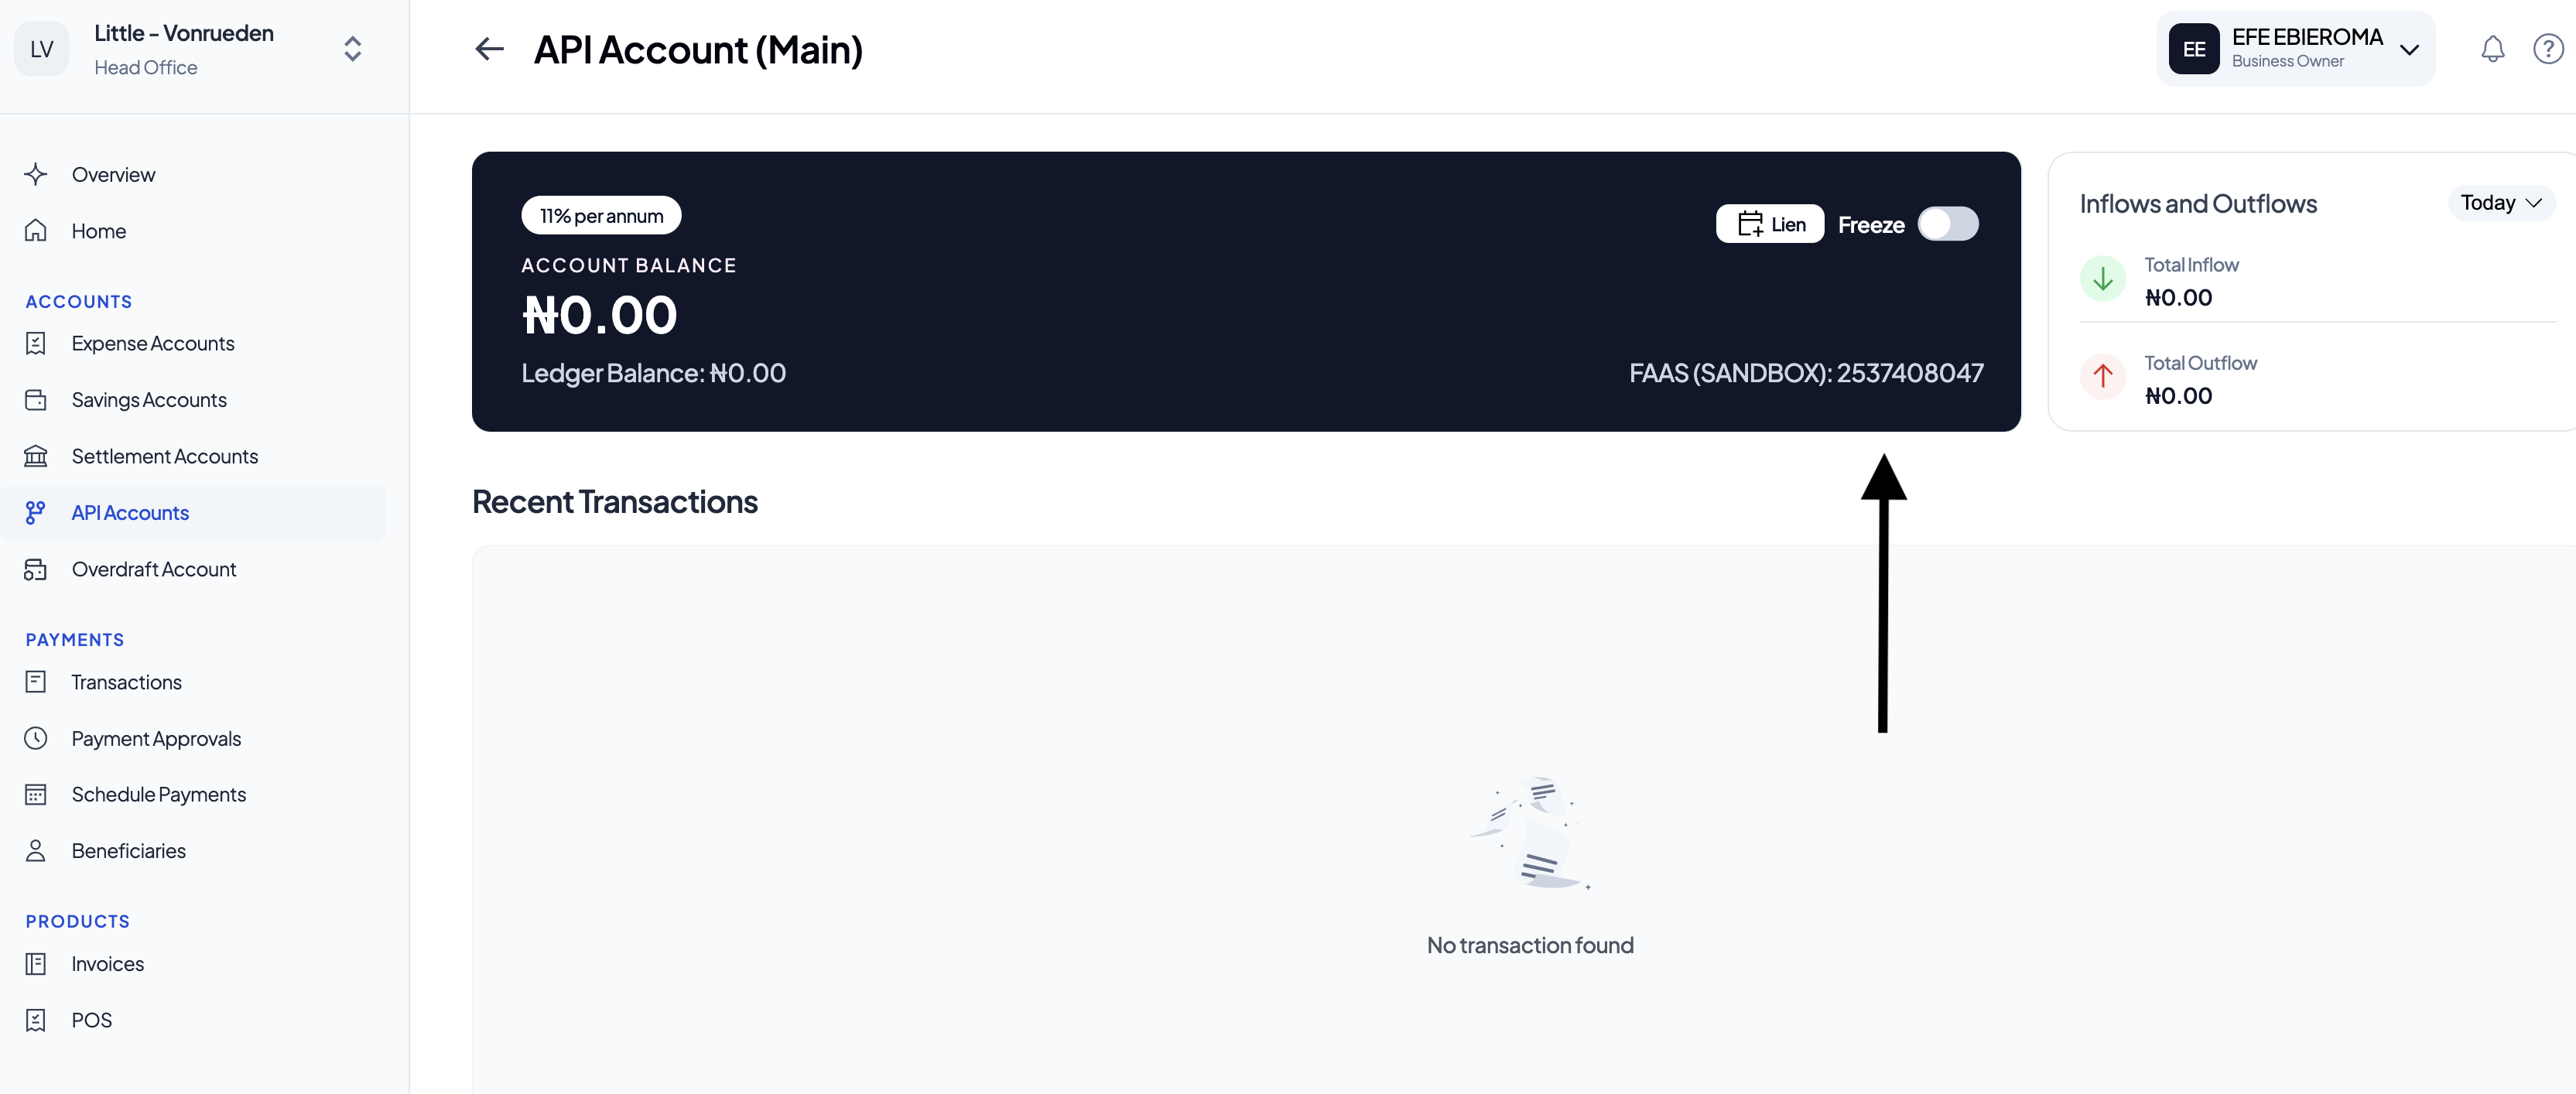 LV
Little - Vonrueden
Head Office
Overview
Home
ACCOUNTS
Expense Accounts
Savings Accounts
Settlement Accounts
API Accounts
Overdraft Account
PAYMENTS
Transactions
Payment Approvals
Schedule Payments
Beneficiaries
PRODUCTS
Invoices
POS
API Account (Main)
EE
EFE EBIEROMA
Business Owner
?
11% per annum
Lien
Freeze
ACCOUNT BALANCE
₦0.00
Ledger Balance: ₦0.00
FAAS (SANDBOX): 2537408047
Inflows and Outflows
Today
Total Inflow
₦0.00
Total Outflow
₦0.00
Recent Transactions
No transaction found